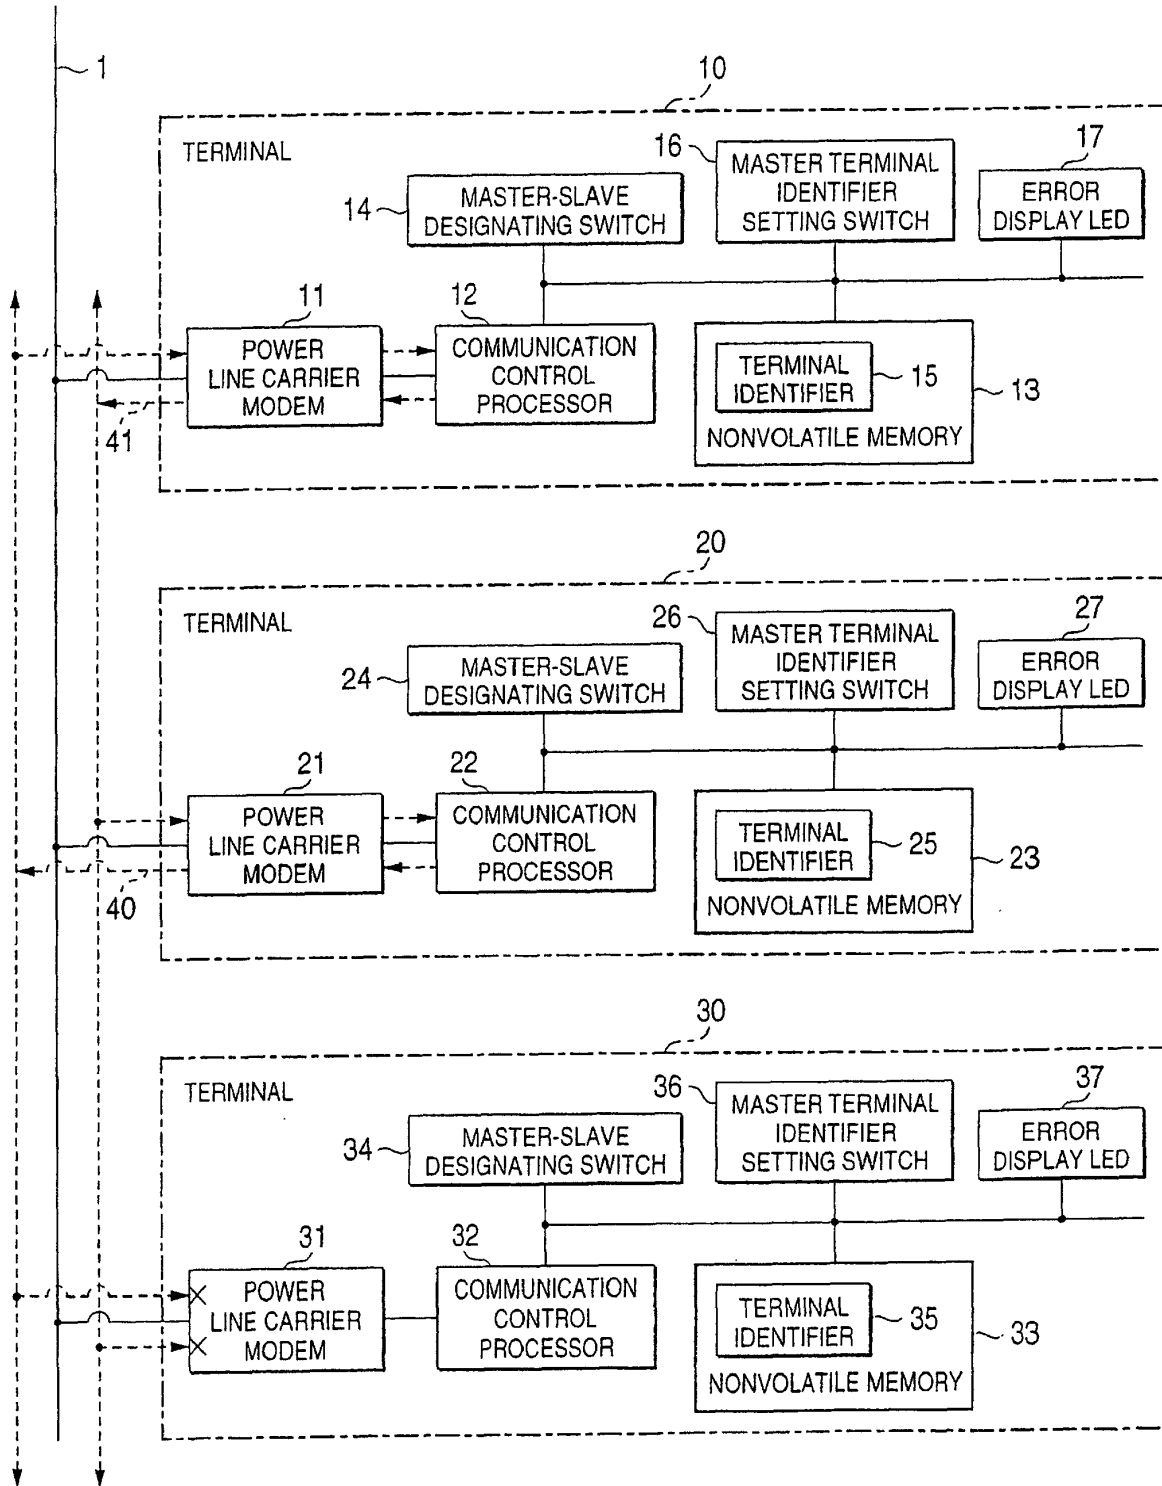 1
10
TERMINAL
16
MASTER TERMINAL
IDENTIFIER
SETTING SWITCH
17
ERROR
DISPLAY LED
14
MASTER-SLAVE
DESIGNATING SWITCH
11
POWER
LINE CARRIER
MODEM
12
COMMUNICATION
CONTROL
PROCESSOR
TERMINAL
IDENTIFIER
15
13
NONVOLATILE MEMORY
41
20
TERMINAL
26
MASTER TERMINAL
IDENTIFIER
SETTING SWITCH
27
ERROR
DISPLAY LED
24
MASTER-SLAVE
DESIGNATING SWITCH
21
POWER
LINE CARRIER
MODEM
22
COMMUNICATION
CONTROL
PROCESSOR
TERMINAL
IDENTIFIER
25
23
NONVOLATILE MEMORY
40
30
TERMINAL
36
MASTER TERMINAL
IDENTIFIER
SETTING SWITCH
37
ERROR
DISPLAY LED
34
MASTER-SLAVE
DESIGNATING SWITCH
31
POWER
LINE CARRIER
MODEM
32
COMMUNICATION
CONTROL
PROCESSOR
TERMINAL
IDENTIFIER
35
33
NONVOLATILE MEMORY